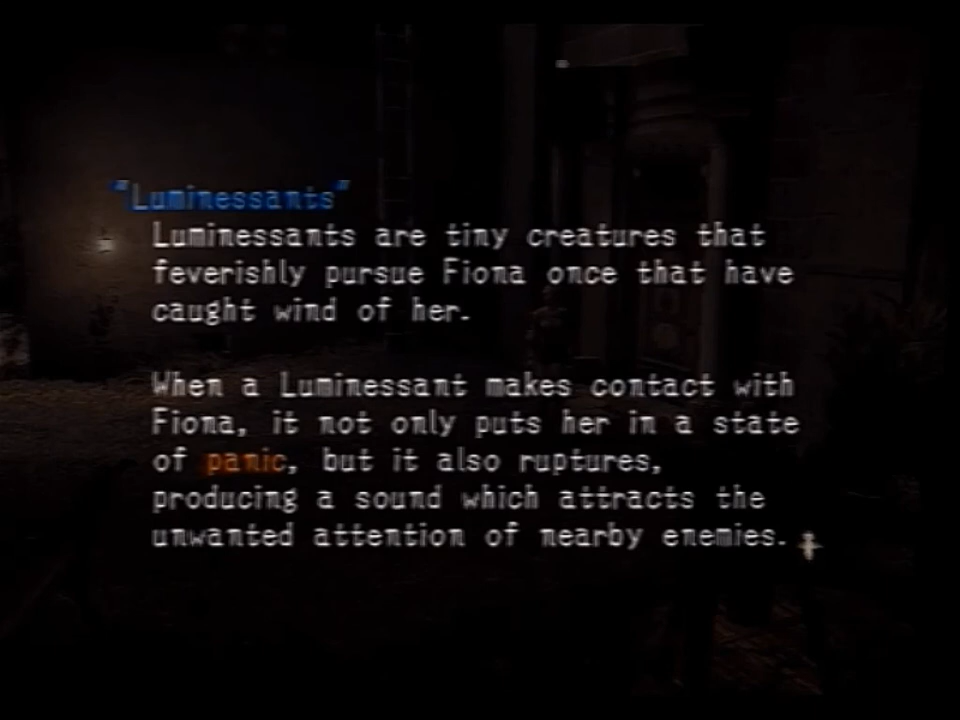 "Luminessants"
Luminessants are tiny creatures that
feverishly pursue Fiona once that have
caught wind of her.
When a Luminessant makes contact with
Fiona, it not only puts her in a state
of panic, but it also ruptures,
producing a sound which attracts the
unwanted attention of nearby enemies.